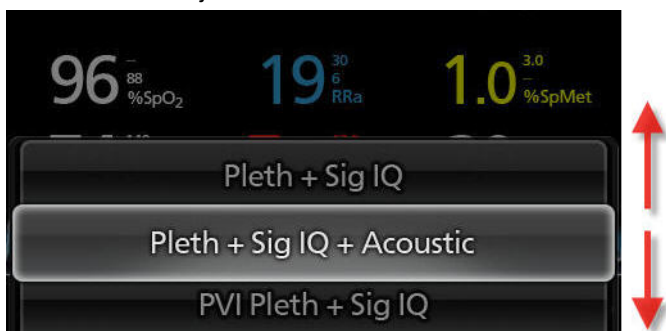 96 – 88 %SpO₂ 19 30 6 RRa 1.0 3.0 – %SpMet
Pleth + Sig IQ
Pleth + Sig IQ + Acoustic
PVI Pleth + Sig IQ